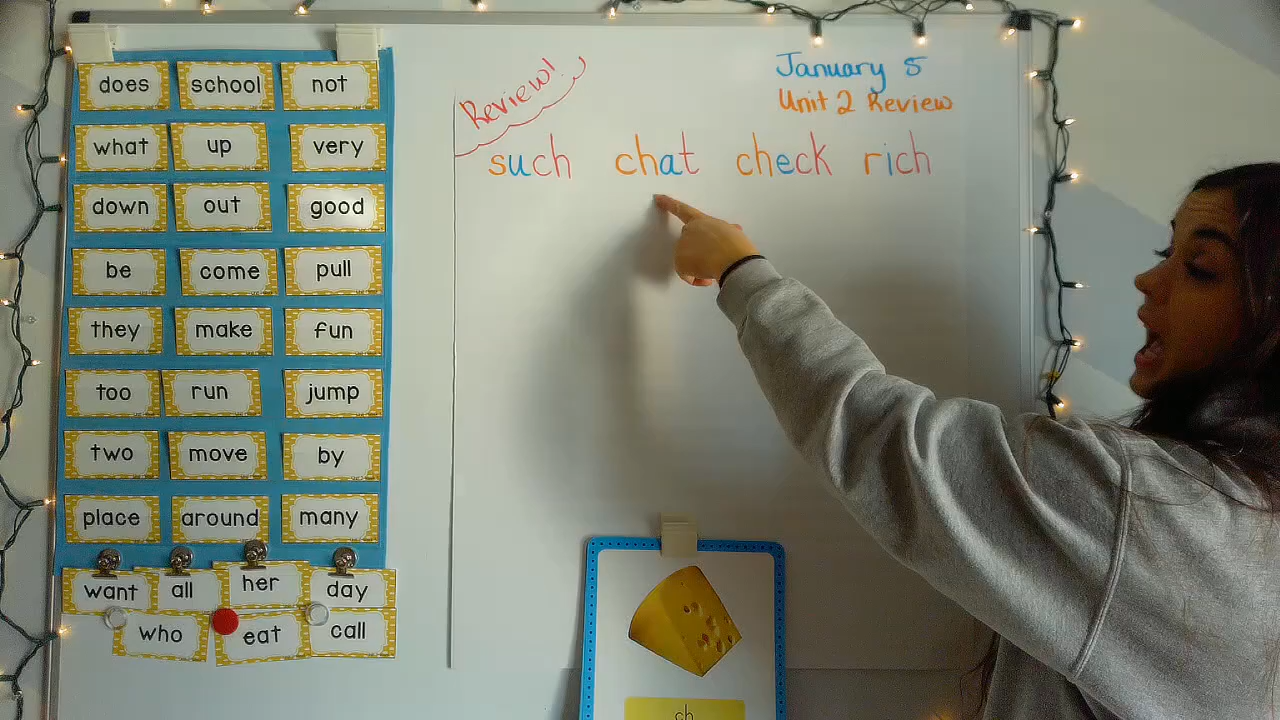 does school not
what up very
down out good
be come pull
they make fun
too run jump
two move by
place around many
want all her day
who eat call
Review!
January 5
Unit 2 Review
such chat check rich
ch